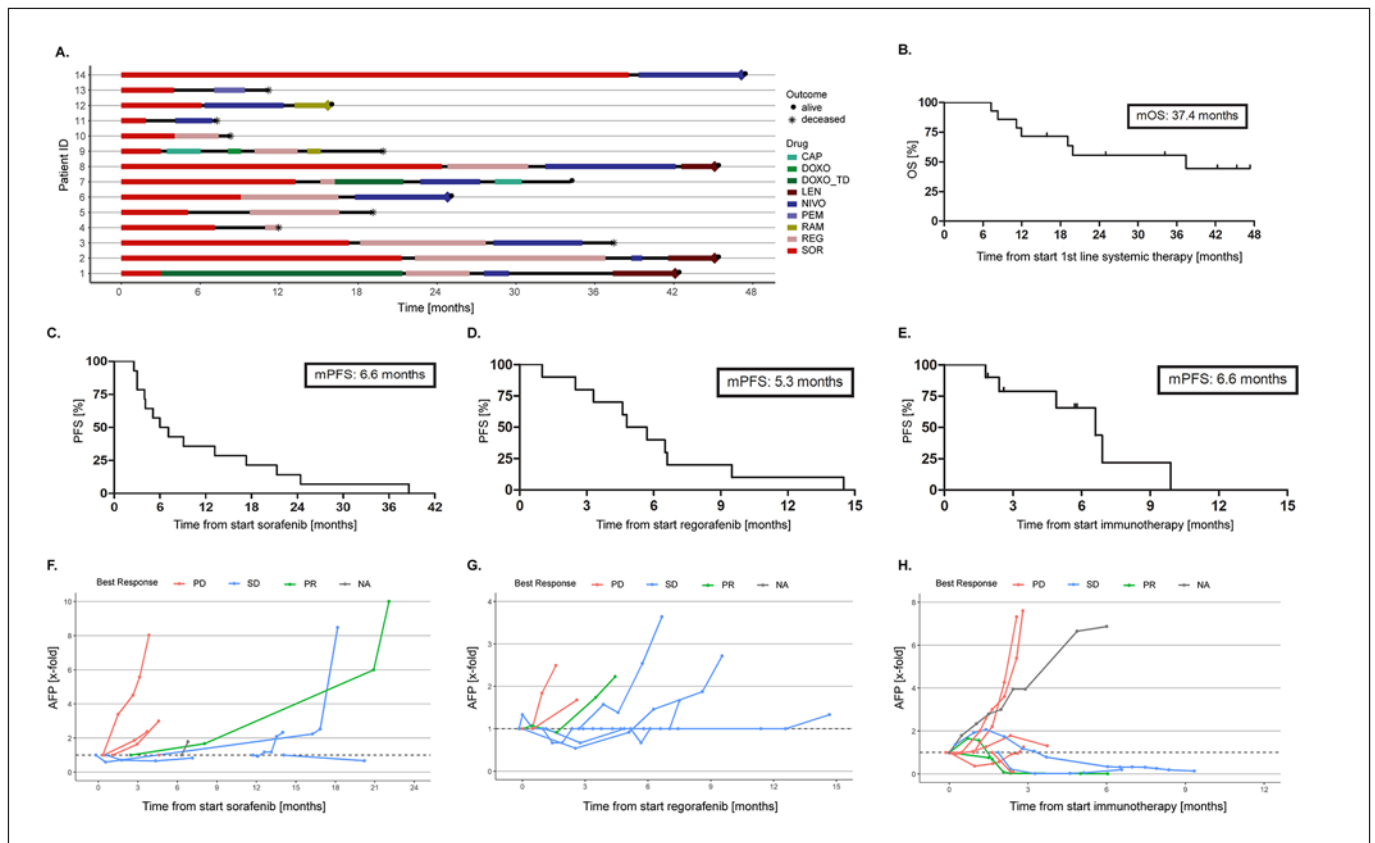 A.
14
13
12
11
10
9
8
7
6
5
4
3
2
1
Patient ID
0 6 12 18 24 30 36 42 48
Time [months]
Outcome
alive
deceased
Drug
CAP
DOXO
DOXO_TD
LEN
NIVO
PEM
RAM
REG
SOR
B.
mOS: 37.4 months
100
75
50
25
0
OS [%]
0 6 12 18 24 30 36 42 48
Time from start 1st line systemic therapy [months]
C.
mPFS: 6.6 months
100
75
50
25
0
PFS [%]
0 6 12 18 24 30 36 42
Time from start sorafenib [months]
D.
mPFS: 5.3 months
100
75
50
25
0
PFS [%]
0 3 6 9 12 15
Time from start regorafenib [months]
E.
mPFS: 6.6 months
100
75
50
25
0
PFS [%]
0 3 6 9 12 15
Time from start immunotherapy [months]
F.
Best Response PD SD PR NA
10
8
6
4
2
0
AFP [x-fold]
0 3 6 9 12 15 18 21 24
Time from start sorafenib [months]
G.
Best Response PD SD PR NA
4
3
2
1
0
AFP [x-fold]
0 3 6 9 12 15
Time from start regorafenib [months]
H.
Best Response PD SD PR NA
8
6
4
2
1
0
AFP [x-fold]
0 3 6 9 12
Time from start immunotherapy [months]